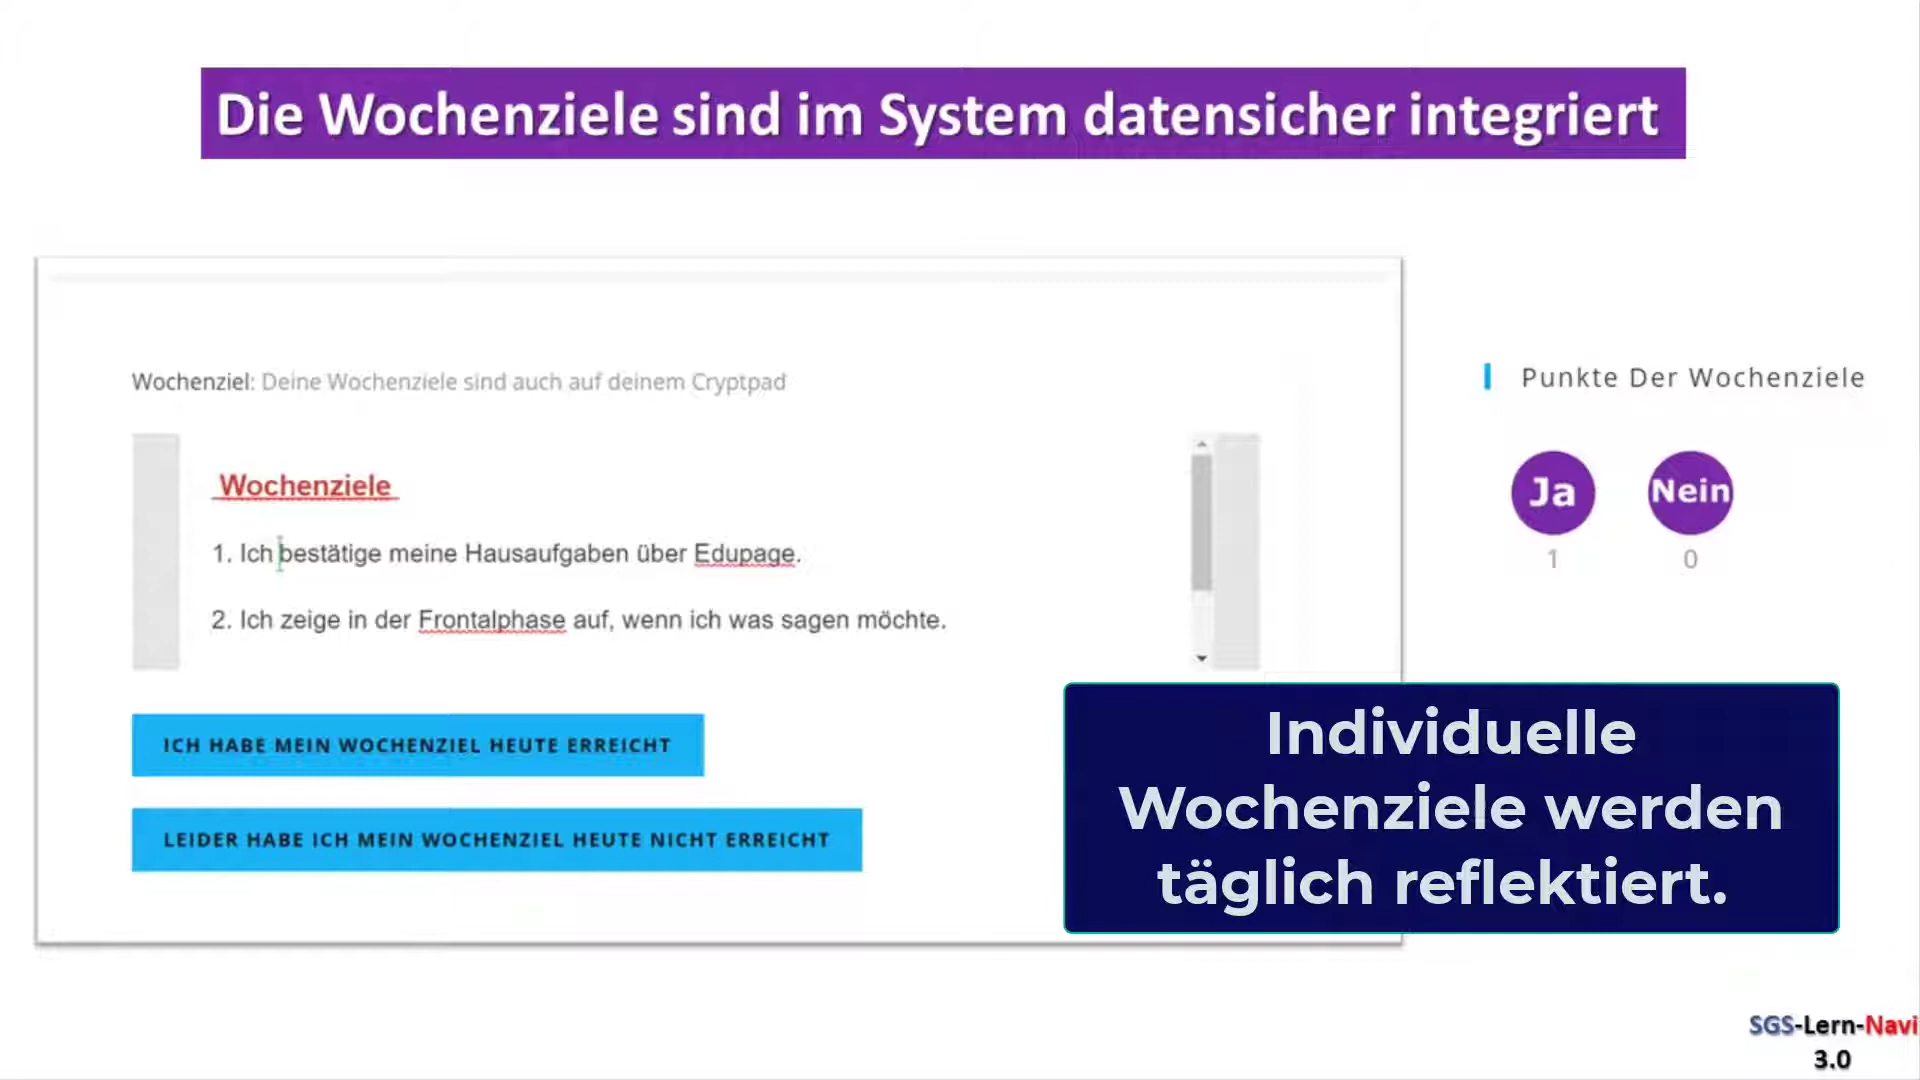 Die Wochenziele sind im System datensicher integriert
Wochenziel: Deine Wochenziele sind auch auf deinem Cryptpad
Wochenziele
1. Ich bestätige meine Hausaufgaben über Edupage.
2. Ich zeige in der Frontalphase auf, wenn ich was sagen möchte.
ICH HABE MEIN WOCHENZIEL HEUTE ERREICHT
LEIDER HABE ICH MEIN WOCHENZIEL HEUTE NICHT ERREICHT
Punkte Der Wochenziele
Ja Nein
1 0
Individuelle
Wochenziele werden
täglich reflektiert.
SGS-Lern-Navi
3.0